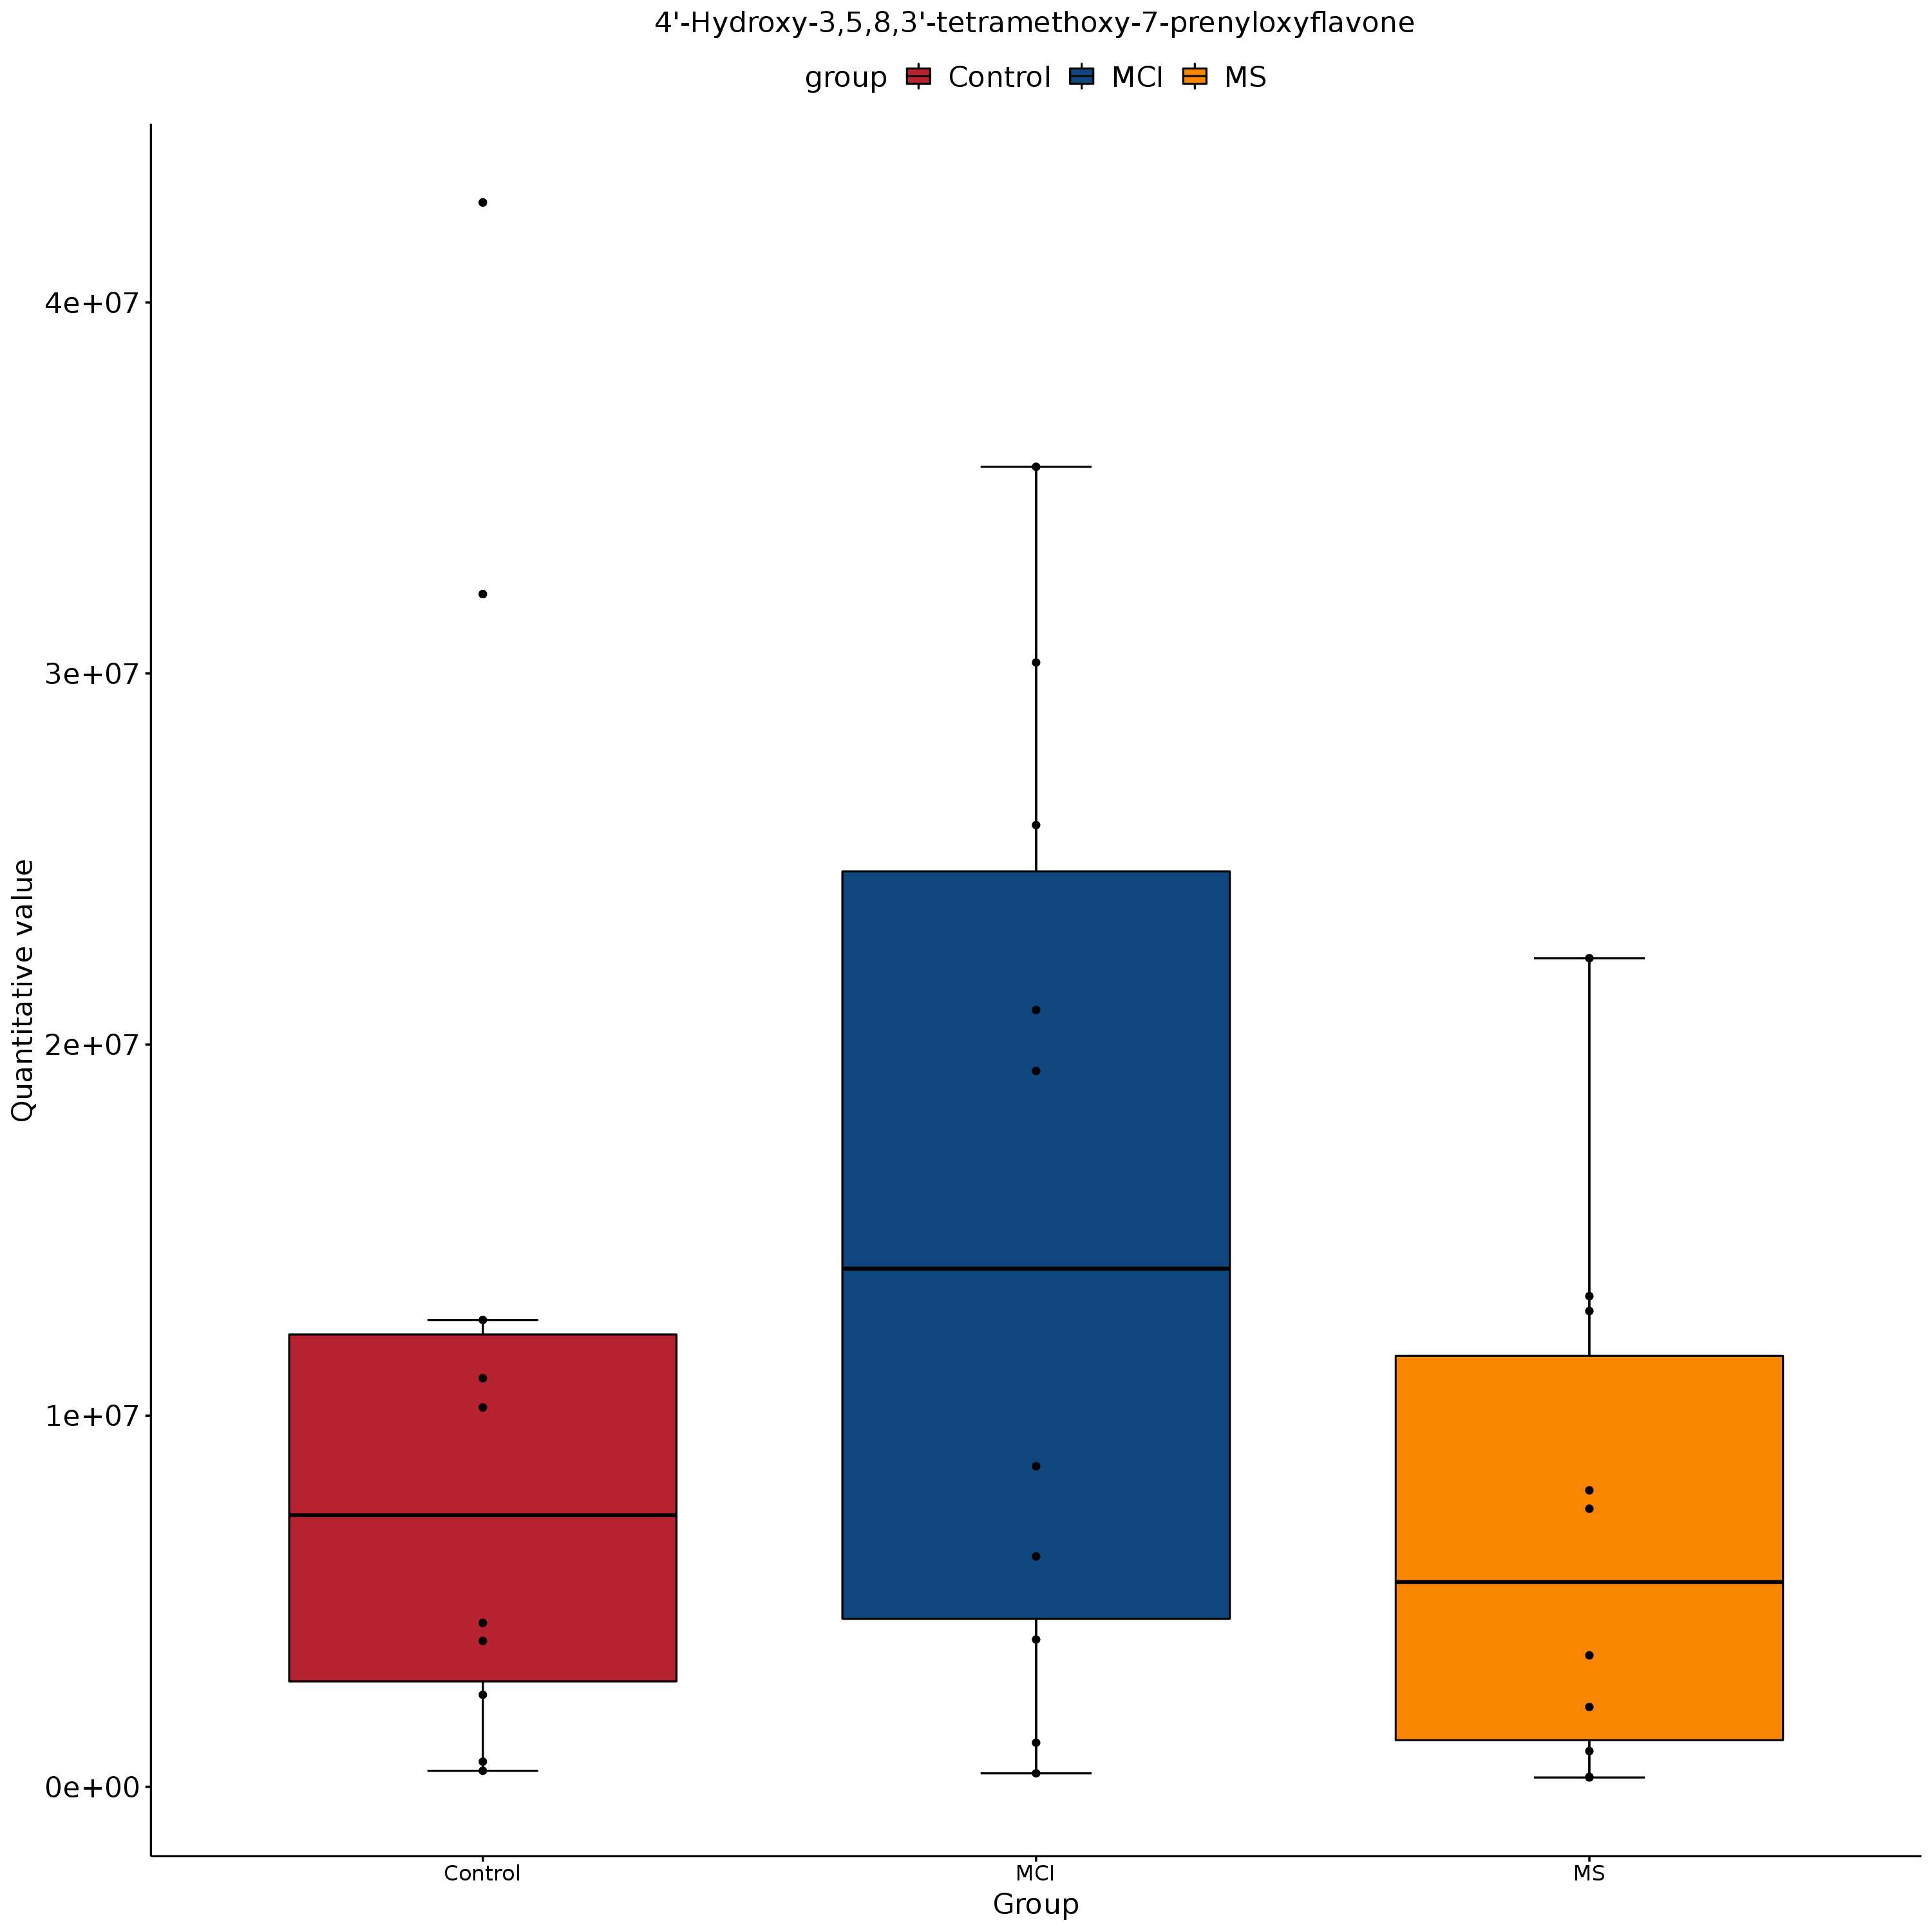 4'-Hydroxy-3,5,8,3'-tetramethoxy-7-prenyloxyflavone
group Control MCI MS
Quantitative value
4e+07
3e+07
2e+07
1e+07
0e+00
Control MCI MS
Group